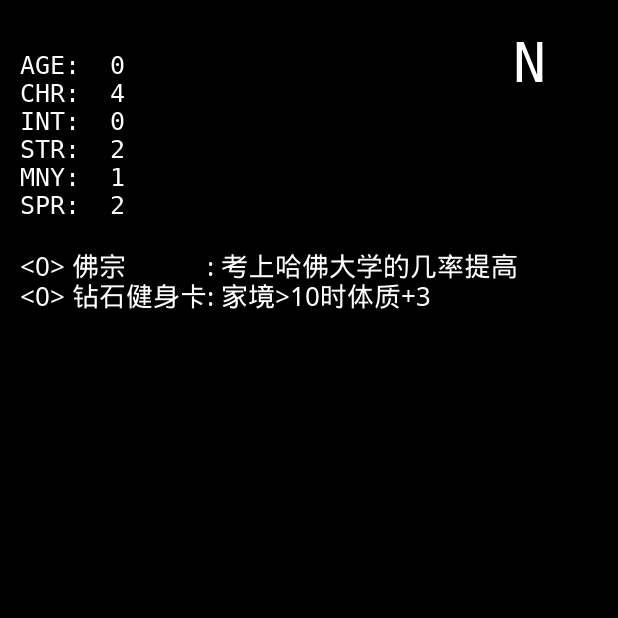 N
AGE: 0
CHR: 4
INT: 0
STR: 2
MNY: 1
SPR: 2
<0> 佛宗 : 考上哈佛大学的几率提高
<0> 钻石健身卡: 家境>10时体质+3